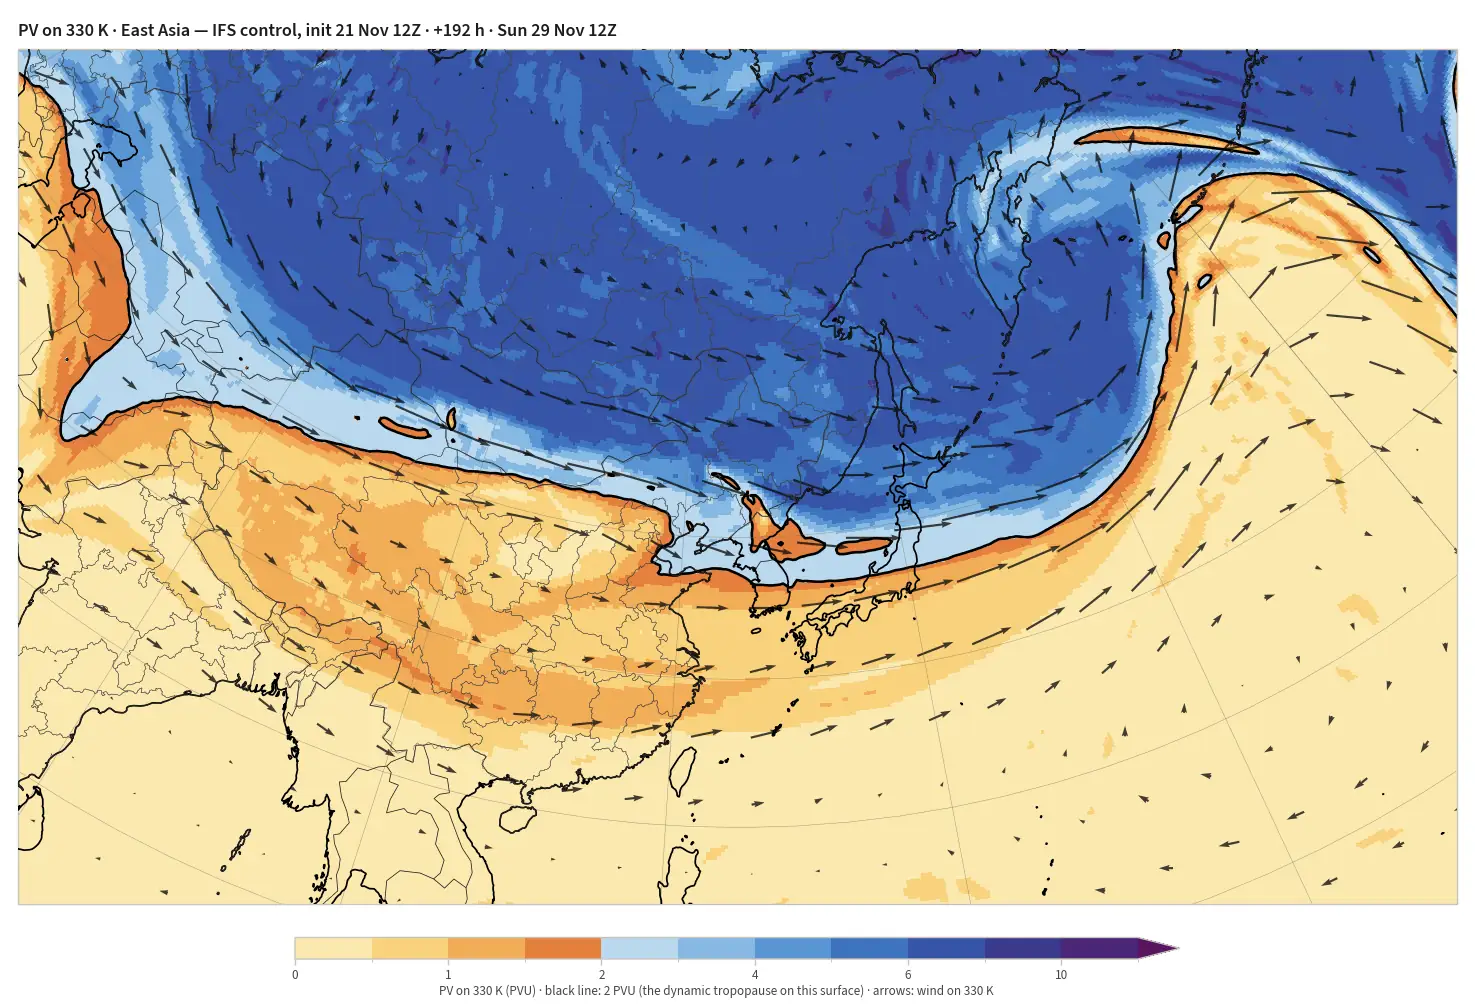 PV on 330 K · East Asia — IFS control, init 21 Nov 12Z · +192 h · Sun 29 Nov 12Z
0 1 2 4 6 10
PV on 330 K (PVU) · black line: 2 PVU (the dynamic tropopause on this surface) · arrows: wind on 330 K